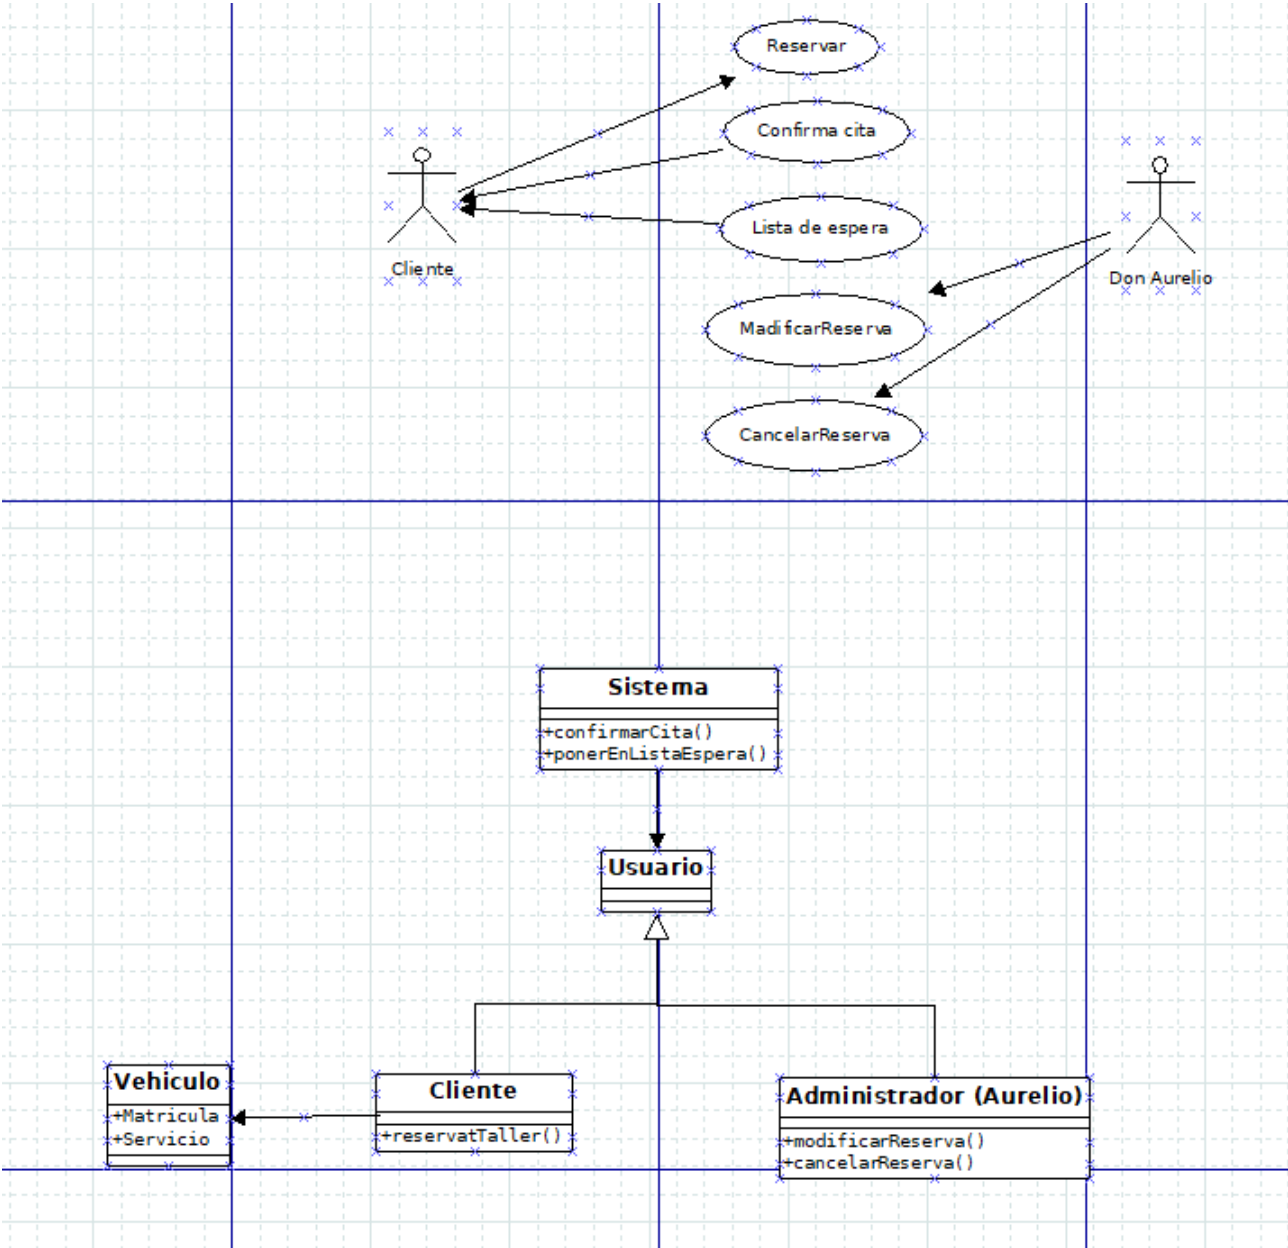 Reservar
Confirma cita
Cliente
Lista de espera
Don Aurelio
MadificarReserva
CancelarReserva
Sistema
+confirmarCita()
+ponerEnListaEspera()
Usuario
Vehiculo
+Matricula
+Servicio
Cliente
+reservatTaller()
Administrador (Aurelio)
+modificarReserva()
+cancelarReserva()